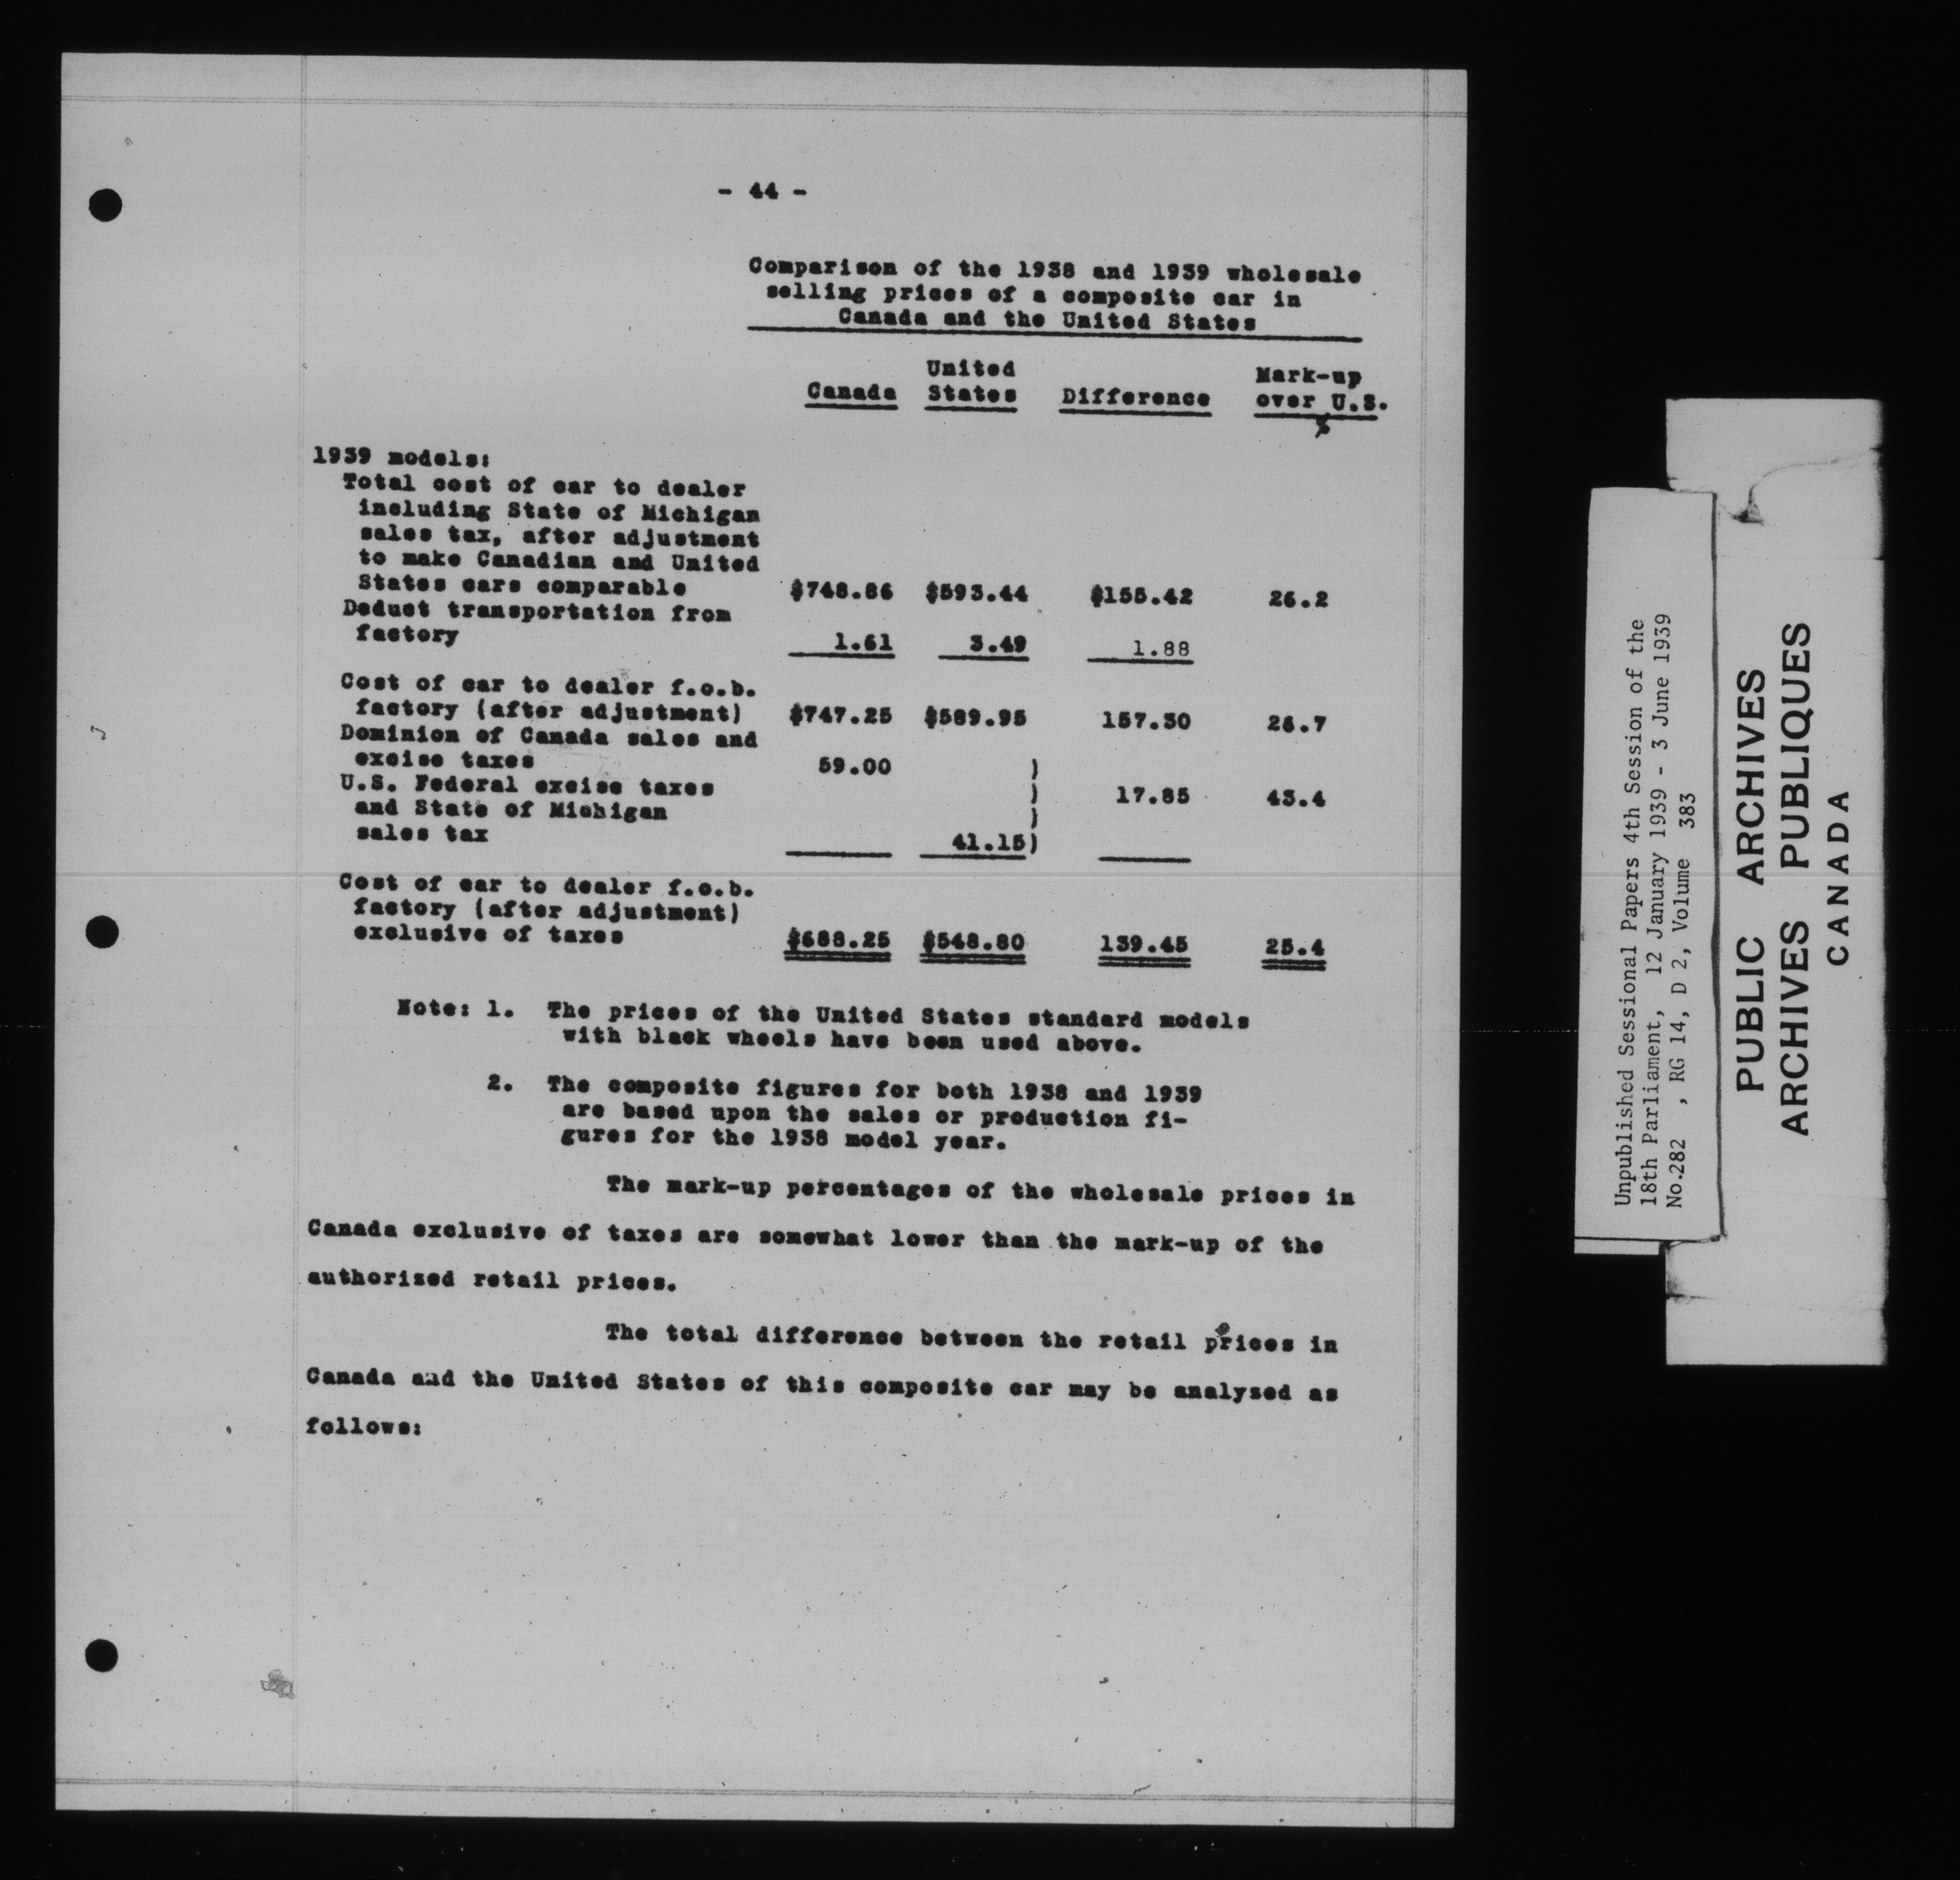 - 44 -
Comparison of the 1938 and 1939 wholesale
selling prices of a composite car in
Canada and the United States
United
Mark-up
Canada States Difference over U.S.
%
1939 models:
Total cost of car to dealer
including State of Michigan
sales tax, after adjustment
to make Canadian and United
States cars comparable $748.86 $593.44 $155.42 26.2
Deduct transportation from
factory 1.61 3.49 1.88
Cost of car to dealer f.o.b.
factory (after adjustment) $747.25 $589.95 157.30 26.7
Dominion of Canada sales and
excise taxes 59.00 )
U.S. Federal excise taxes
and State of Michigan ) 17.85 43.4
)
sales tax 41.15)
Cost of car to dealer f.o.b.
factory (after adjustment)
exclusive of taxes $688.25 $548.80 139.45 25.4
Note: 1. The prices of the United States standard models
with black wheels have been used above.
2. The composite figures for both 1938 and 1939
are based upon the sales or production fi-
gures for the 1938 model year.
The mark-up percentages of the wholesale prices in
Canada exclusive of taxes are somewhat lower than the mark-up of the
authorized retail prices.
The total difference between the retail prices in
Canada and the United States of this composite car may be analysed as
follows:
Unpublished Sessional Papers 4th Session of the
18th Parliament, 12 January 1939 - 3 June 1939
No.282 , RG 14, D 2, Volume 383
PUBLIC ARCHIVES
ARCHIVES PUBLIQUES
CANADA